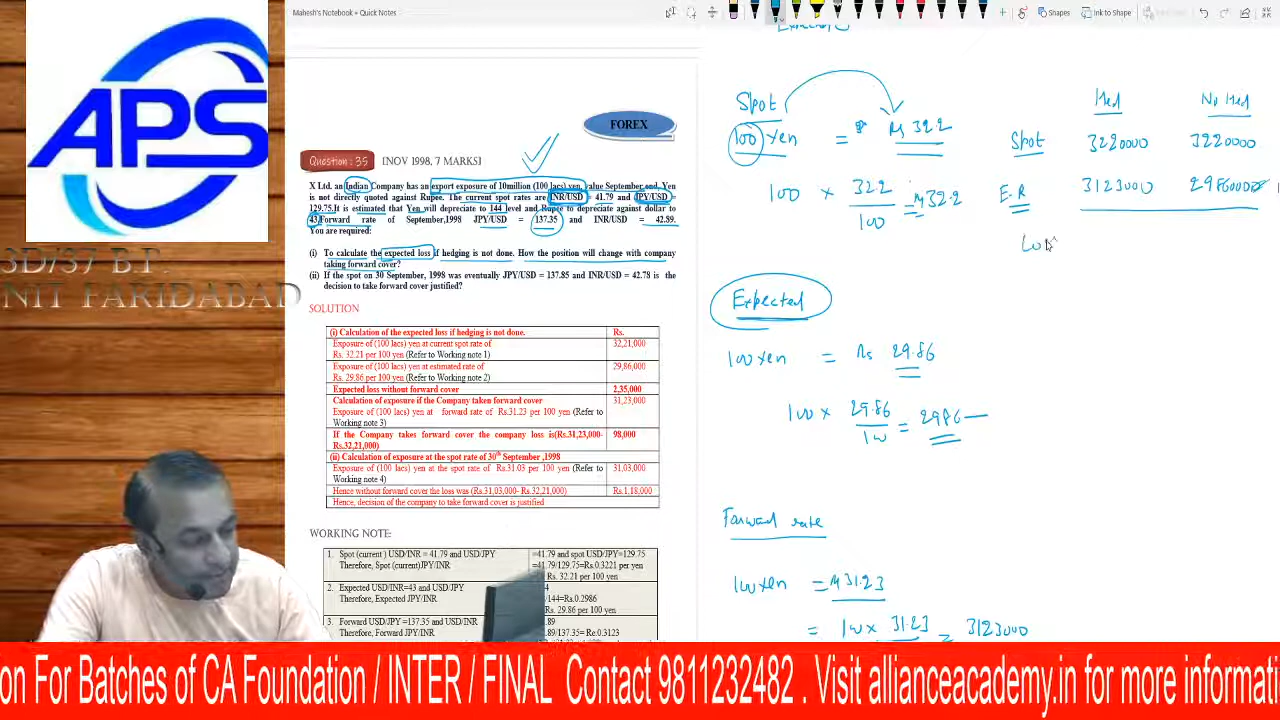 Mahesh's Notebook + Quick Notes
Shapes
Ink to Shape
APS
3D/37 B.P.
NIT FARIDABAD
FOREX
Question : 35 [NOV 1998, 7 MARKS]
X Ltd. an Indian Company has an export exposure of 10million (100 lacs) yen, value September end. Yen
is not directly quoted against Rupee. The current spot rates are INR/USD = 41.79 and JPY/USD =
129.75.It is estimated that Yen will depreciate to 144 level and Rupee to depreciate against dollar to
43.Forward rate of September,1998 JPY/USD = 137.35 and INR/USD = 42.89.
You are required:
(i) To calculate the expected loss if hedging is not done. How the position will change with company
taking forward cover?
(ii) If the spot on 30 September, 1998 was eventually JPY/USD = 137.85 and INR/USD = 42.78 is the
decision to take forward cover justified?
SOLUTION
(i) Calculation of the expected loss if hedging is not done. Rs.
Exposure of (100 lacs) yen at current spot rate of 32,21,000
Rs. 32.21 per 100 yen (Refer to Working note 1)
Exposure of (100 lacs) yen at estimated rate of 29,86,000
Rs. 29.86 per 100 yen (Refer to Working note 2)
Expected loss without forward cover 2,35,000
Calculation of exposure if the Company taken forward cover 31,23,000
Exposure of (100 lacs) yen at forward rate of Rs.31.23 per 100 yen (Refer to
Working note 3)
If the Company takes forward cover the company loss is(Rs.31,23,000- 98,000
Rs.32,21,000)
(ii) Calculation of exposure at the spot rate of 30th September ,1998
Exposure of (100 lacs) yen at the spot rate of Rs.31.03 per 100 yen (Refer to 31,03,000
Working note 4)
Hence without forward cover the loss was (Rs.31,03,000- Rs.32,21,000) Rs.1,18,000
Hence, decision of the company to take forward cover is justified
WORKING NOTE:
1. Spot (current ) USD/INR = 41.79 and USD/JPY =41.79 and spot USD/JPY=129.75
Therefore, Spot (current)JPY/INR =41.79/129.75=Rs.0.3221 per yen
Rs. 32.21 per 100 yen
2. Expected USD/INR=43 and USD/JPY 4
Therefore, Expected JPY/INR /144=Rs.0.2986
Rs. 29.86 per 100 yen
3. Forward USD/JPY =137.35 and USD/INR .89
Therefore, Forward JPY/INR .89/137.35= Re.0.3123
Spot
100 Yen = Rs 32.2
100 × 322/100 = Rs 32.2
Hed No Hed
Spot 3220000 3220000
E.R 3123000 2986000
Los
Expected
100 Yen = Rs 29.86
100 × 29.86/100 = 2986
Forward rate
100 Yen = Rs 31.23
= 100 × 31.23 = 3123000
on For Batches of CA Foundation / INTER / FINAL Contact 9811232482 . Visit allianceacademy.in for more informati